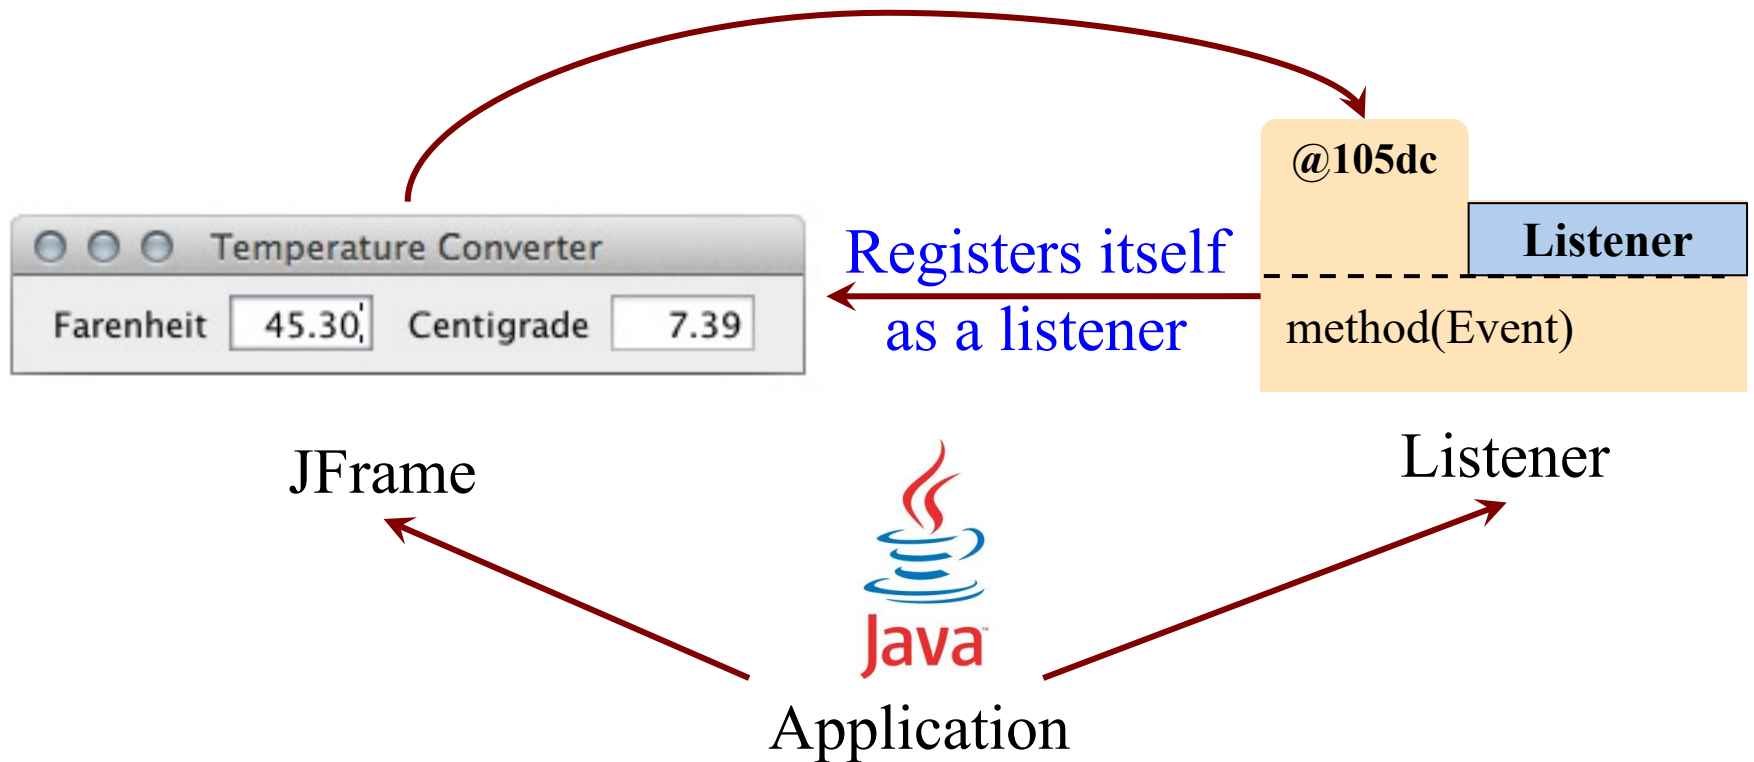 @105dc
Listener
Temperature Converter
Registers itself
as a listener
Farenheit 45.30 Centigrade 7.39
method(Event)
JFrame
Listener
Java™
Application